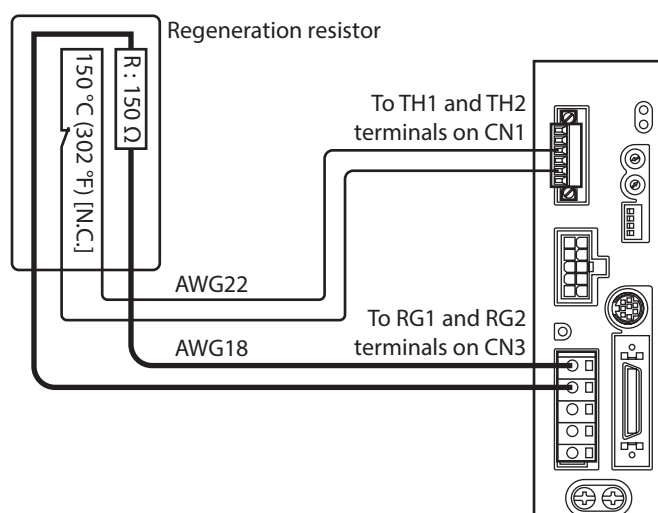 Regeneration resistor
R : 150 Ω
150 °C (302 °F) [N.C.]
To TH1 and TH2
terminals on CN1
AWG22
To RG1 and RG2
terminals on CN3
AWG18